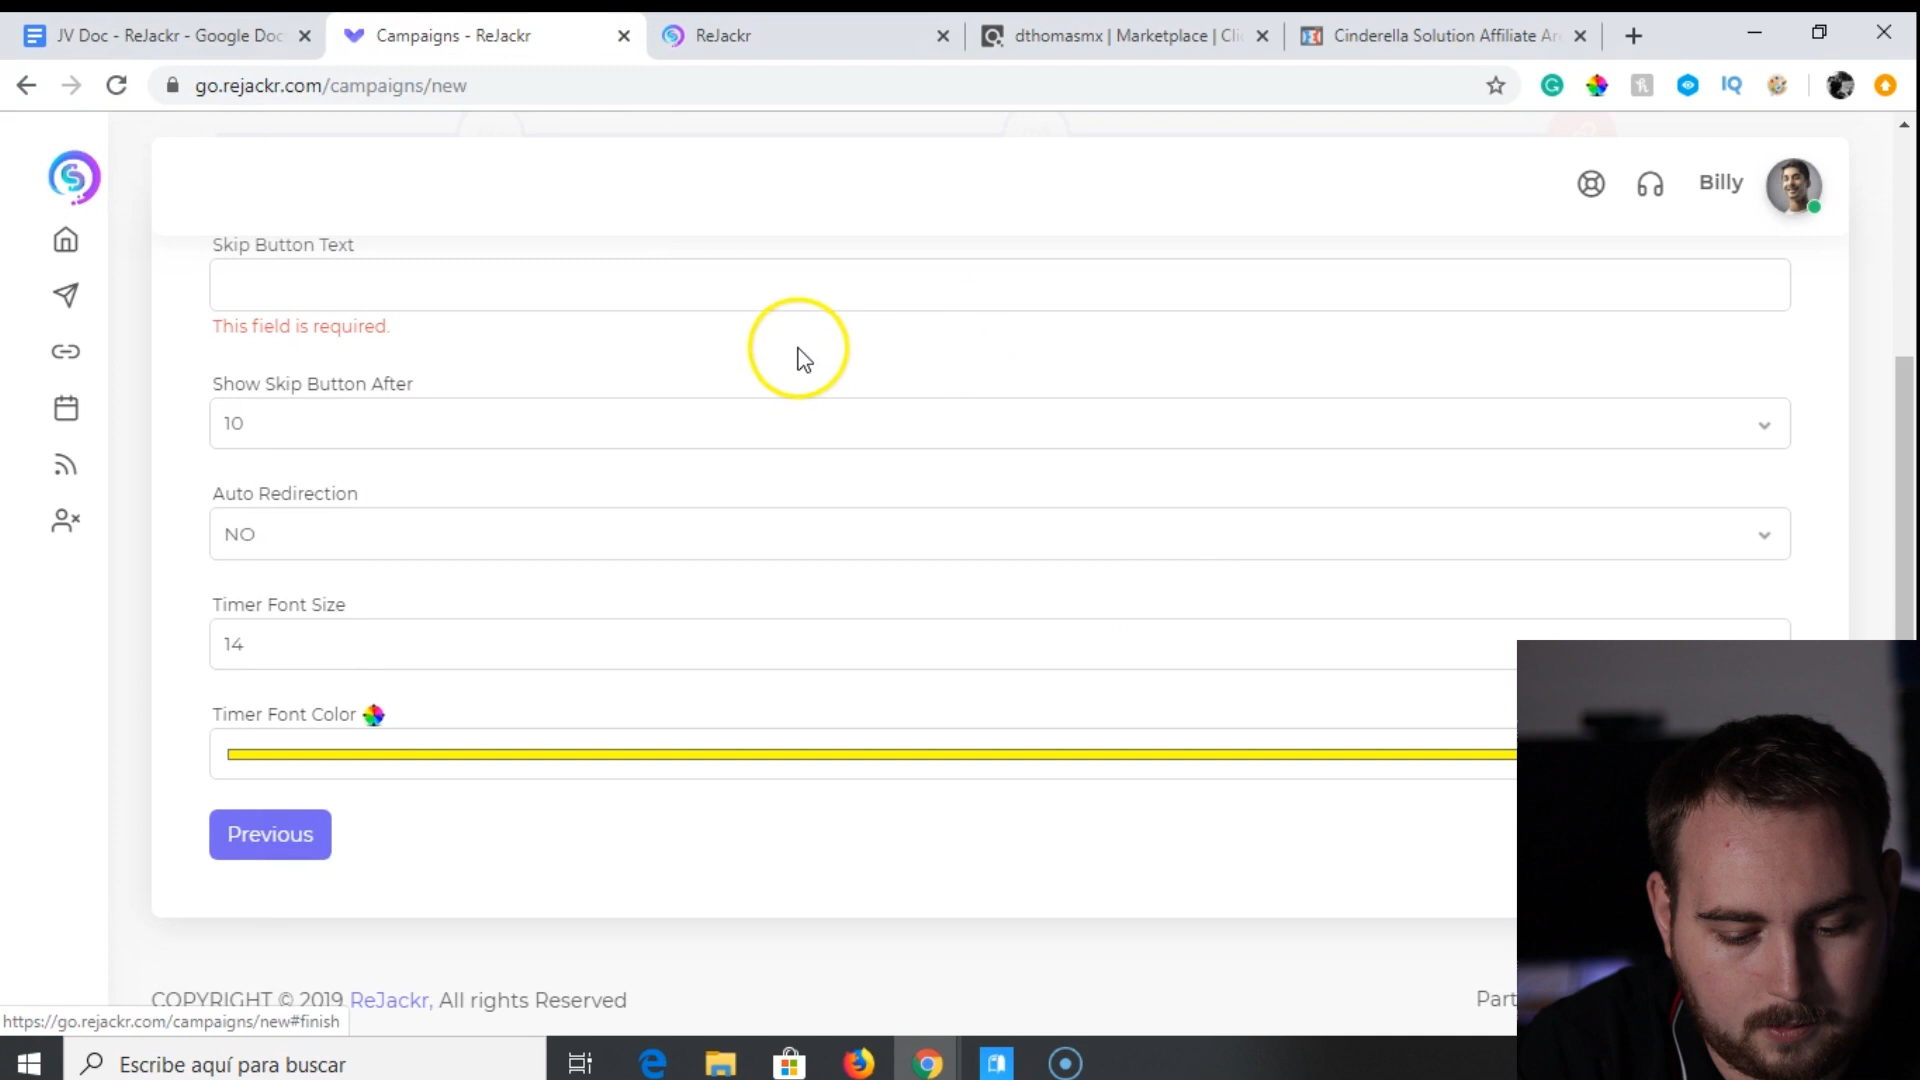 JV Doc - ReJackr - Google Doc
Campaigns - ReJackr
ReJackr
dthomasmx | Marketplace | Cli
Cinderella Solution Affiliate Are
go.rejackr.com/campaigns/new
IQ
Billy
Skip Button Text
This field is required.
Show Skip Button After
10
Auto Redirection
NO
Timer Font Size
14
Timer Font Color
Previous
COPYRIGHT © 2019 ReJackr, All rights Reserved
Part
https://go.rejackr.com/campaigns/new#finish
Escribe aquí para buscar